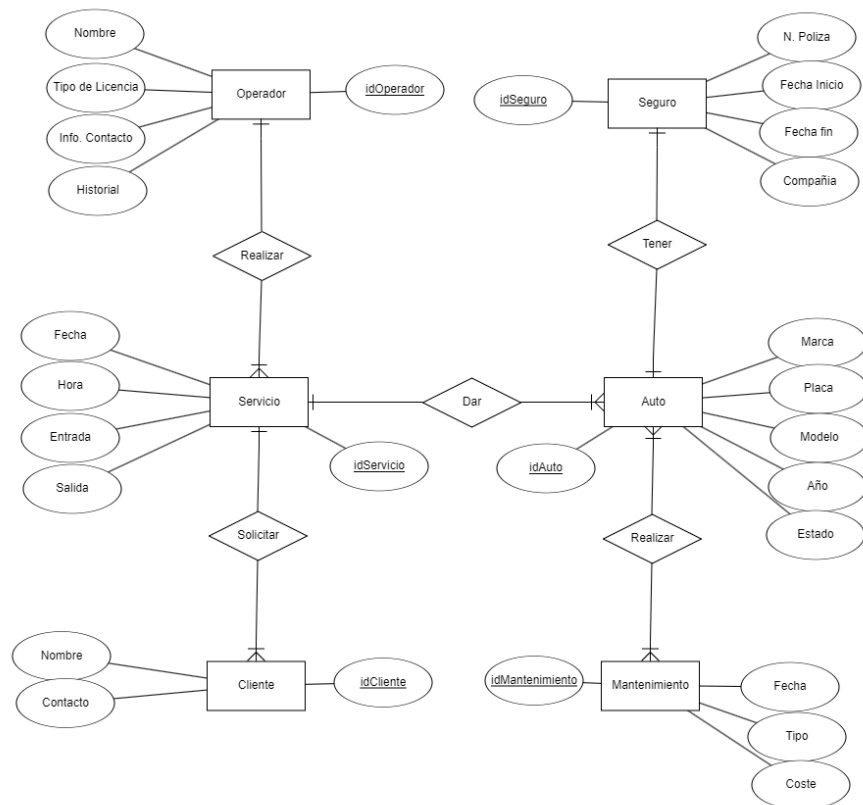 Nombre
Tipo de Licencia
Info. Contacto
Historial
Operador
idOperador
idSeguro
Seguro
N. Poliza
Fecha Inicio
Fecha fin
Compañia
Realizar
Tener
Fecha
Hora
Entrada
Salida
Servicio
idServicio
Dar
Auto
idAuto
Marca
Placa
Modelo
Año
Estado
Solicitar
Realizar
Nombre
Contacto
Cliente
idCliente
idMantenimiento
Mantenimiento
Fecha
Tipo
Coste